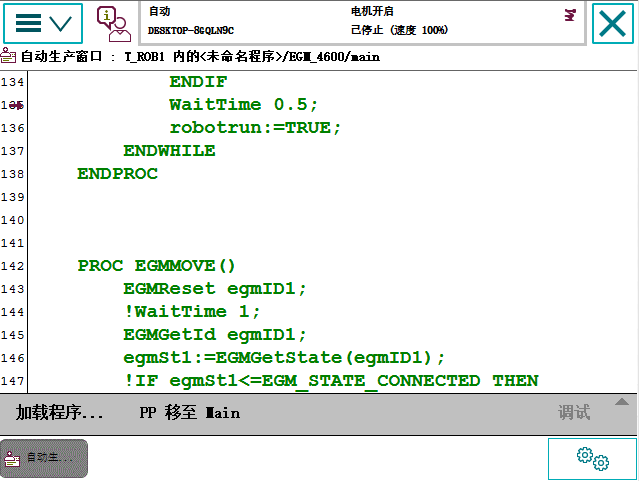 自动
电机开启
DESKTOP-8GQLN9C
已停止 (速度 100%)
自动生产窗口 : T_ROB1 内的<未命名程序>/EGM_4600/main
134 ENDIF
135 WaitTime 0.5;
136 robotrun:=TRUE;
137 ENDWHILE
138 ENDPROC
139
140
141
142 PROC EGMMOVE()
143 EGMReset egmID1;
144 !WaitTime 1;
145 EGMGetId egmID1;
146 egmSt1:=EGMGetState(egmID1);
147 !IF egmSt1<=EGM_STATE_CONNECTED THEN
加载程序... PP 移至 Main 调试
自动生...